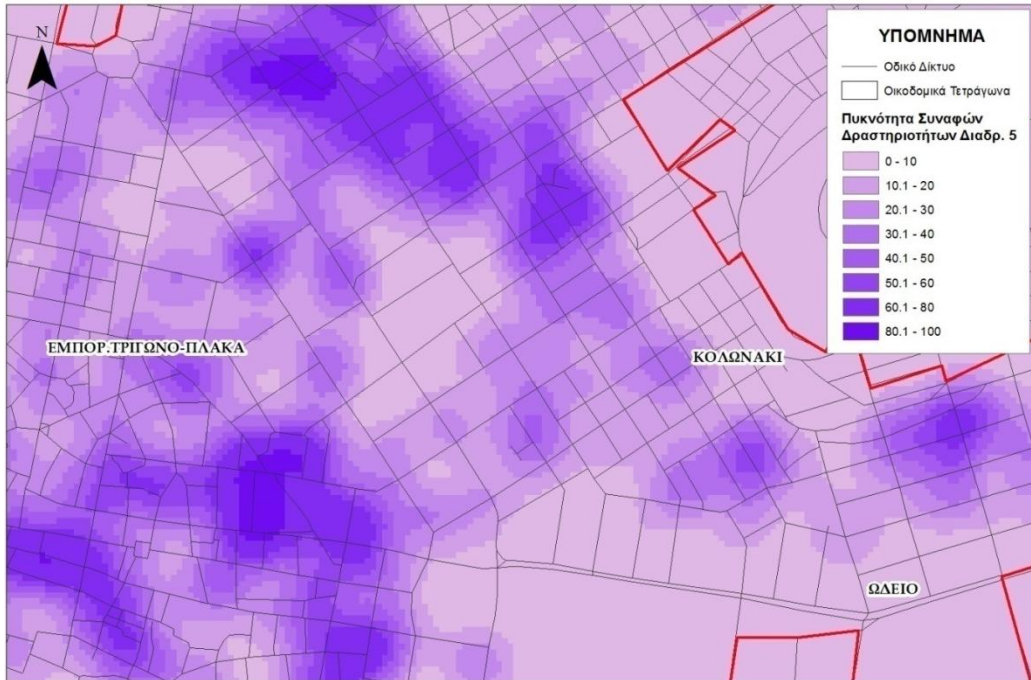 N
ΥΠΟΜΝΗΜΑ
Οδικό Δίκτυο
Οικοδομικά Τετράγωνα
Πυκνότητα Συναφών
Δραστηριοτήτων Διαδρ. 5
0 - 10
10.1 - 20
20.1 - 30
30.1 - 40
40.1 - 50
50.1 - 60
60.1 - 80
80.1 - 100
ΕΜΠΟΡ.ΤΡΙΓΩΝΟ-ΠΛΑΚΑ
ΚΟΛΩΝΑΚΙ
ΩΔΕΙΟ